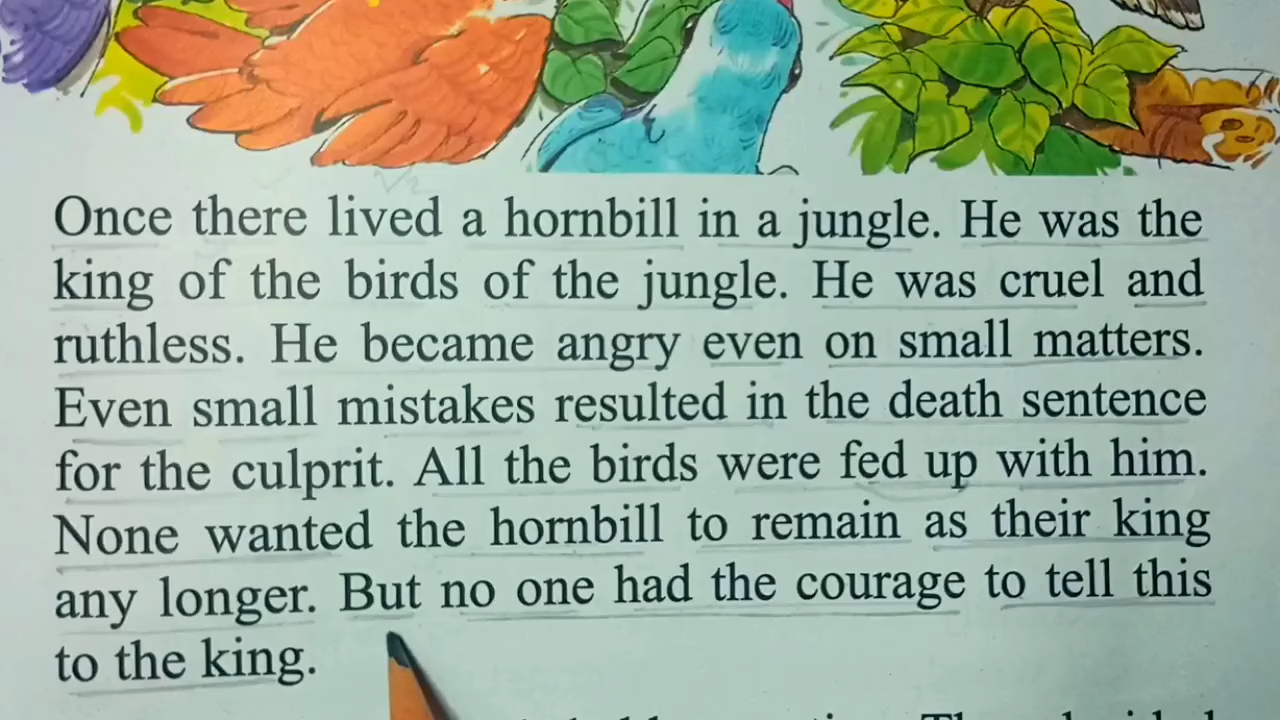 Once there lived a hornbill in a jungle. He was the
king of the birds of the jungle. He was cruel and
ruthless. He became angry even on small matters.
Even small mistakes resulted in the death sentence
for the culprit. All the birds were fed up with him.
None wanted the hornbill to remain as their king
any longer. But no one had the courage to tell this
to the king.